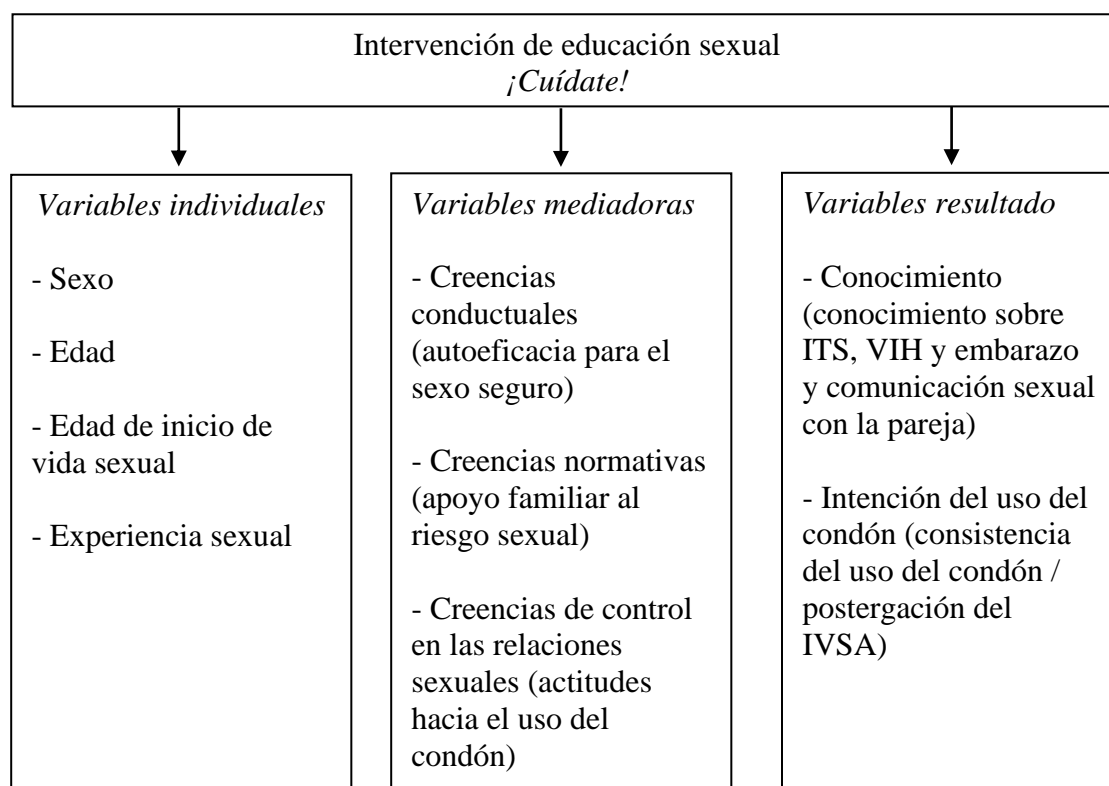 Intervención de educación sexual
¡Cuídate!
Variables individuales
- Sexo
- Edad
- Edad de inicio de
vida sexual
- Experiencia sexual
Variables mediadoras
- Creencias
conductuales
(autoeficacia para el
sexo seguro)
- Creencias normativas
(apoyo familiar al
riesgo sexual)
- Creencias de control
en las relaciones
sexuales (actitudes
hacia el uso del
condón)
Variables resultado
- Conocimiento
(conocimiento sobre
ITS, VIH y embarazo
y comunicación sexual
con la pareja)
- Intención del uso del
condón (consistencia
del uso del condón /
postergación del
IVSA)